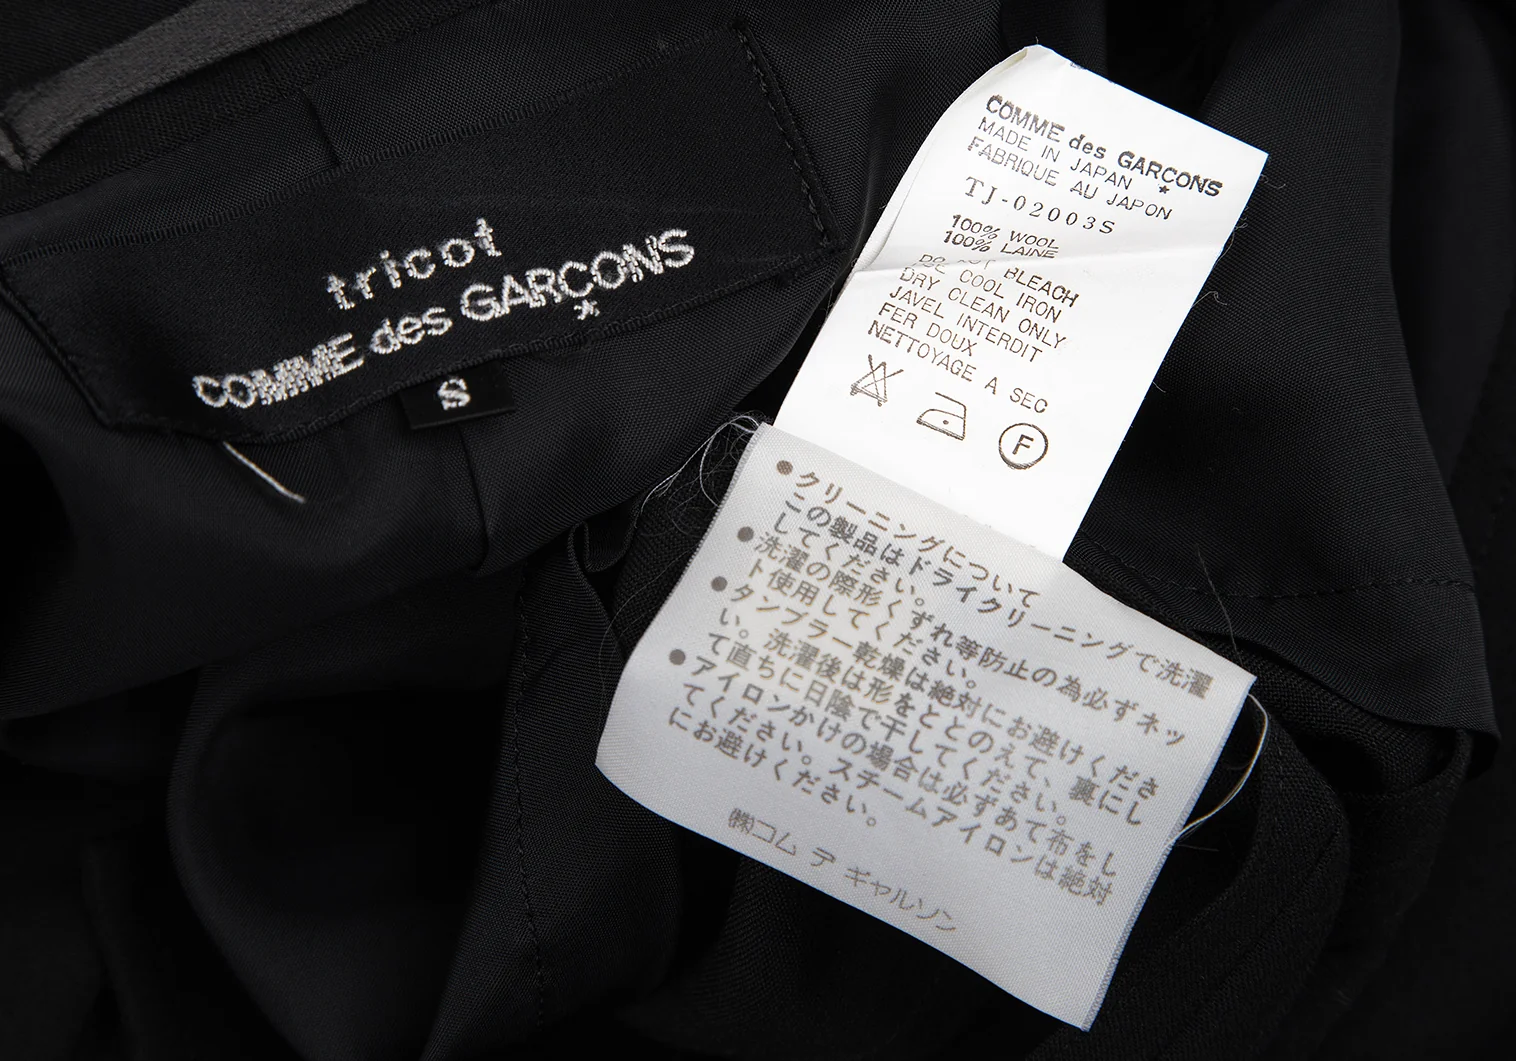 tricot
COMME des GARÇONS
S
COMME des GARCONS
MADE IN JAPAN
FABRIQUE AU JAPON
TJ-02003S
100% WOOL
100% LAINE
BLEACH
COOL IRON
DRY CLEAN ONLY
JAVEL INTERDIT
FER DOUX
NETTOYAGE A SEC
F
●クリーニングについて
この製品はドライクリーニングで洗濯
してください。
●洗濯の際形くずれ等防止の為必ずネッ
ト使用してください。
●タンブラー乾燥は絶対にお避けくださ
い。洗濯後は形をととのえて、裏にし
て直ちに日陰で干してください。
●アイロンかけの場合は必ずあて布をし
てください。スチームアイロンは絶対
にお避けください。
㈱コム デ ギャルソン